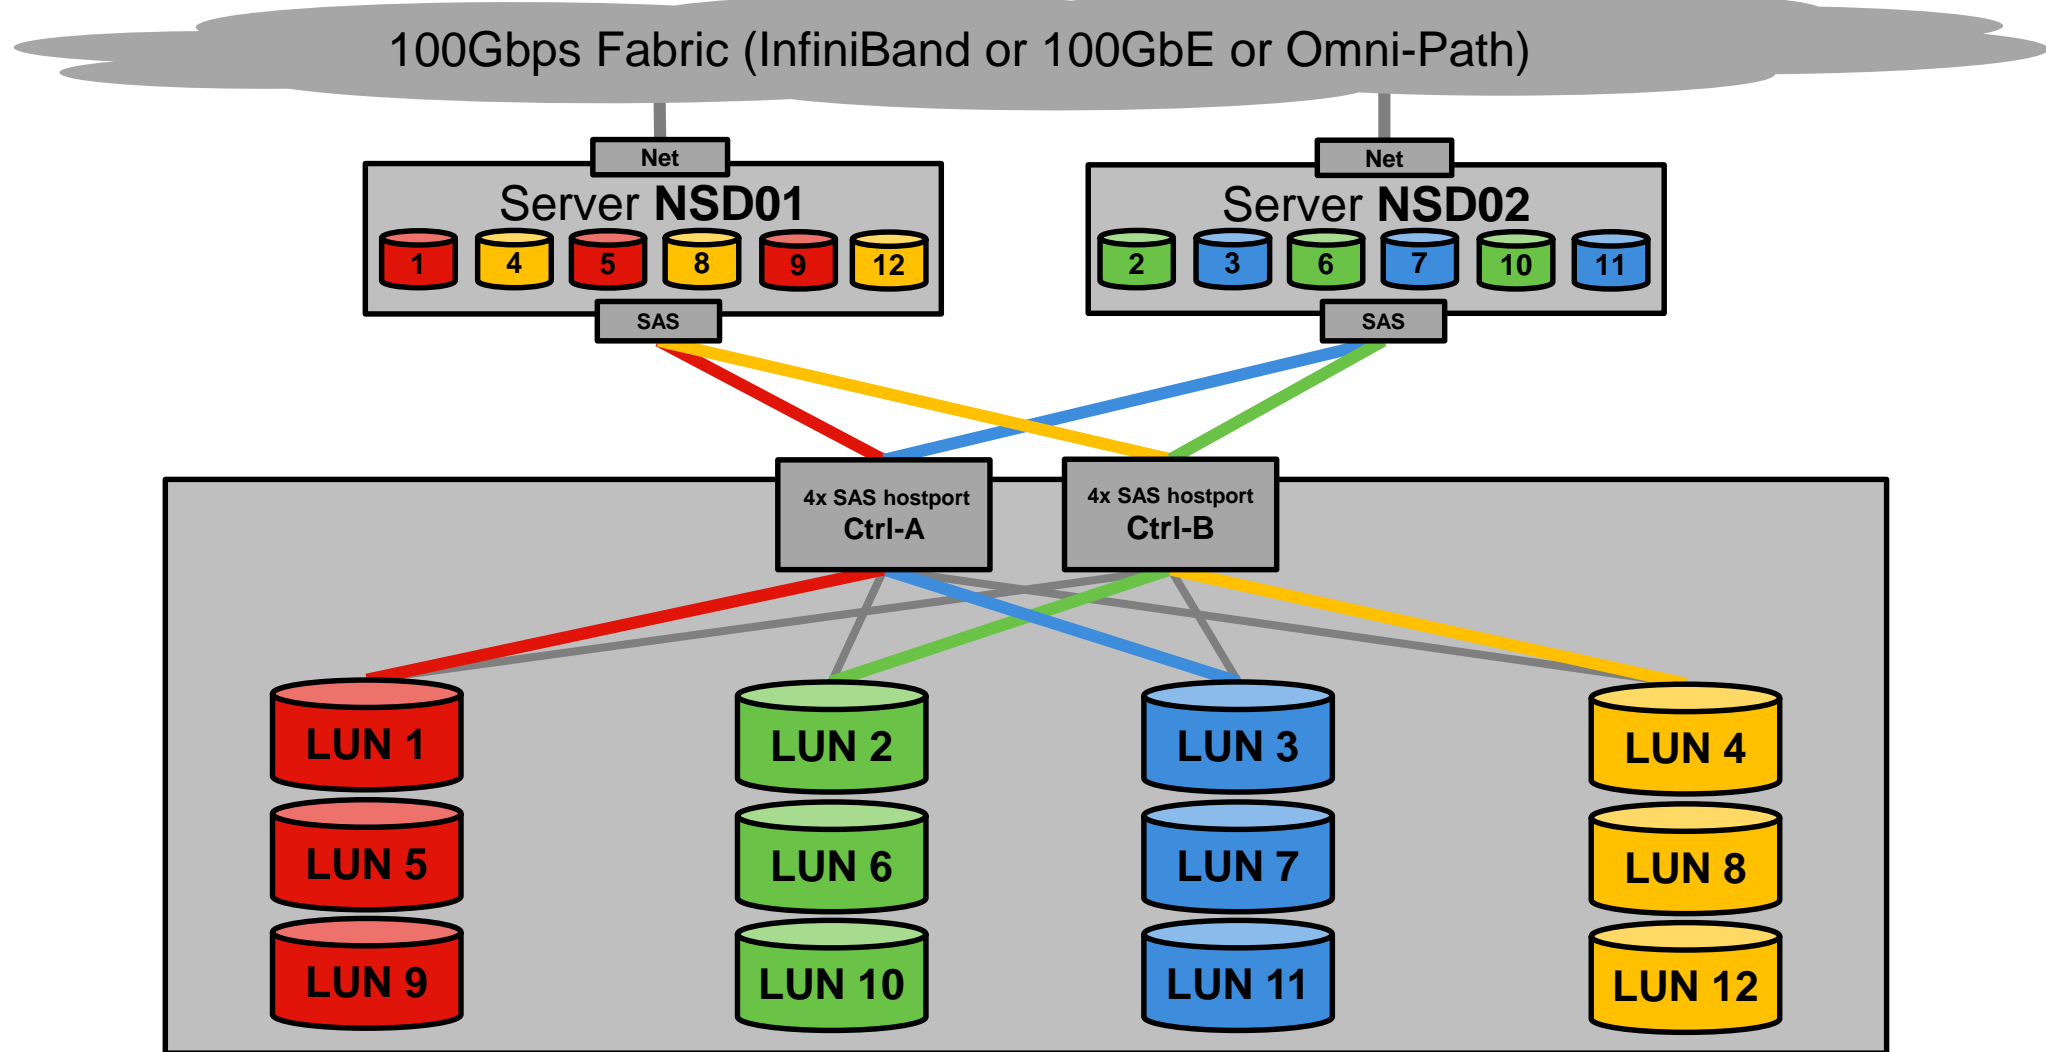 100Gbps Fabric (InfiniBand or 100GbE or Omni-Path)
Net
Net
Server NSD01
Server NSD02
1 4 5 8 9 12
2 3 6 7 10 11
SAS
SAS
4x SAS hostport
Ctrl-A
4x SAS hostport
Ctrl-B
LUN 1
LUN 2
LUN 3
LUN 4
LUN 5
LUN 6
LUN 7
LUN 8
LUN 9
LUN 10
LUN 11
LUN 12